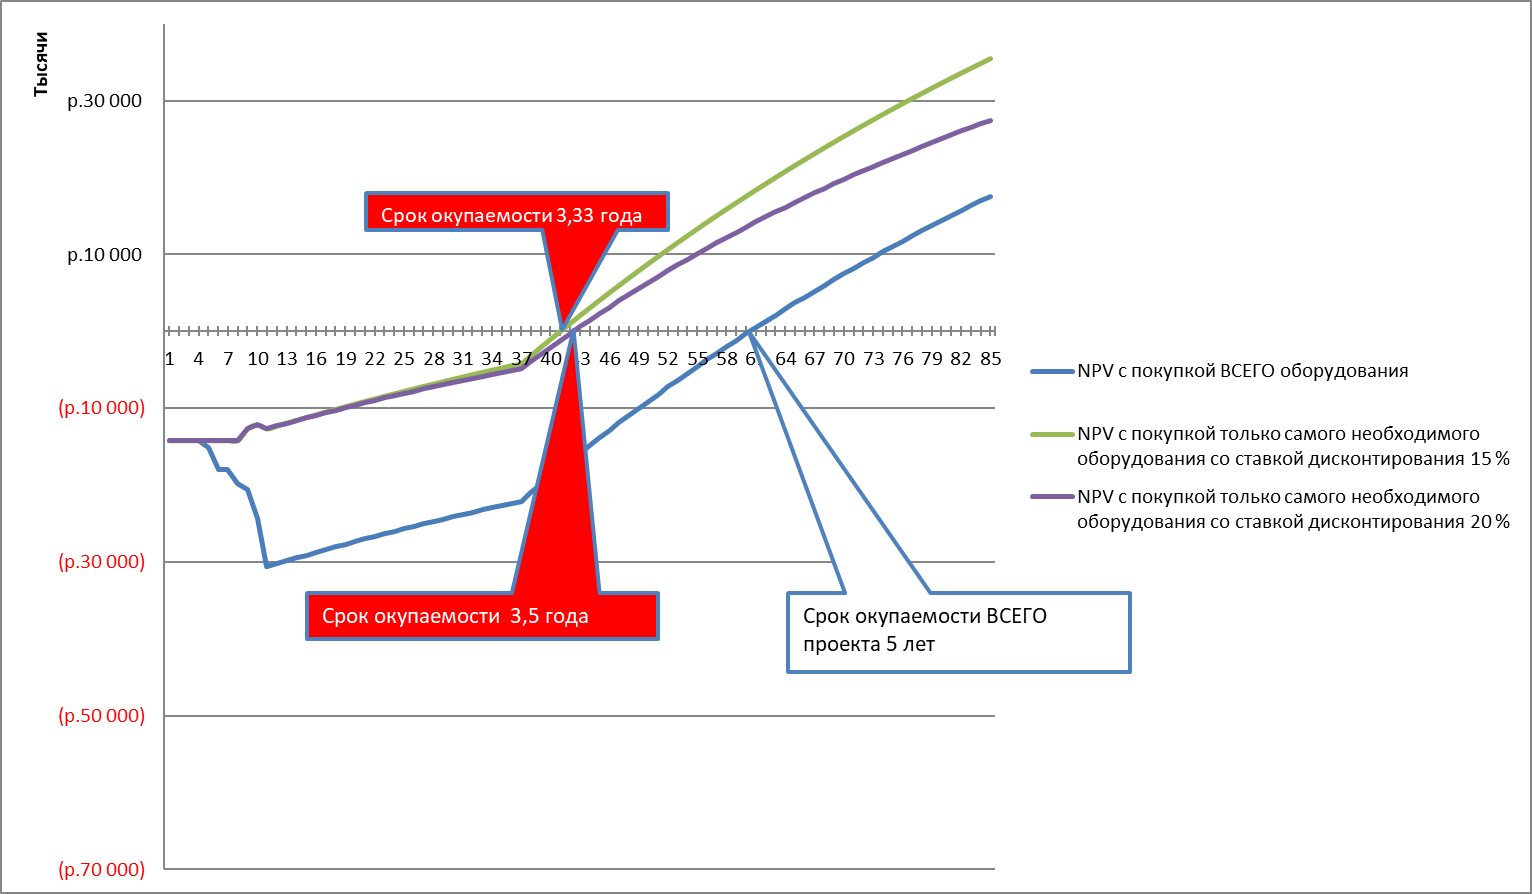 Тысячи
р.30 000
р.10 000
(р.10 000)
(р.30 000)
(р.50 000)
(р.70 000)
Срок окупаемости 3,33 года
1 4 7 10 13 16 19 22 25 28 31 34 37 40 43 46 49 52 55 58 61 64 67 70 73 76 79 82 85
Срок окупаемости 3,5 года
Срок окупаемости ВСЕГО
проекта 5 лет
NPV с покупкой ВСЕГО оборудования
NPV с покупкой только самого необходимого
оборудования со ставкой дисконтирования 15 %
NPV с покупкой только самого необходимого
оборудования со ставкой дисконтирования 20 %